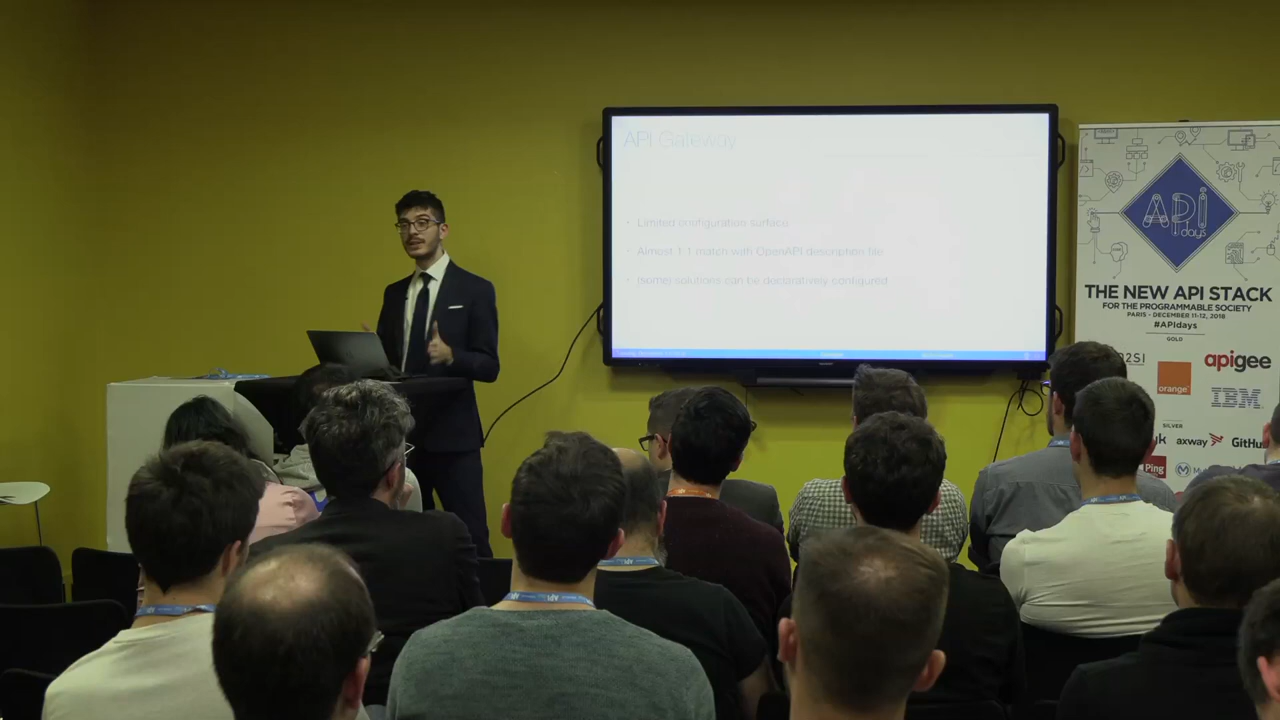 API Gateway
• Limited configuration surface
• Almost 1:1 match with OpenAPI description file
• (some) solutions can be declaratively configured
API
days
THE NEW API STACK
FOR THE PROGRAMMABLE SOCIETY
PARIS - DECEMBER 11-12, 2018
#APIdays
GOLD
apigee
orange
IBM
SILVER
axway
GitHu
Ping